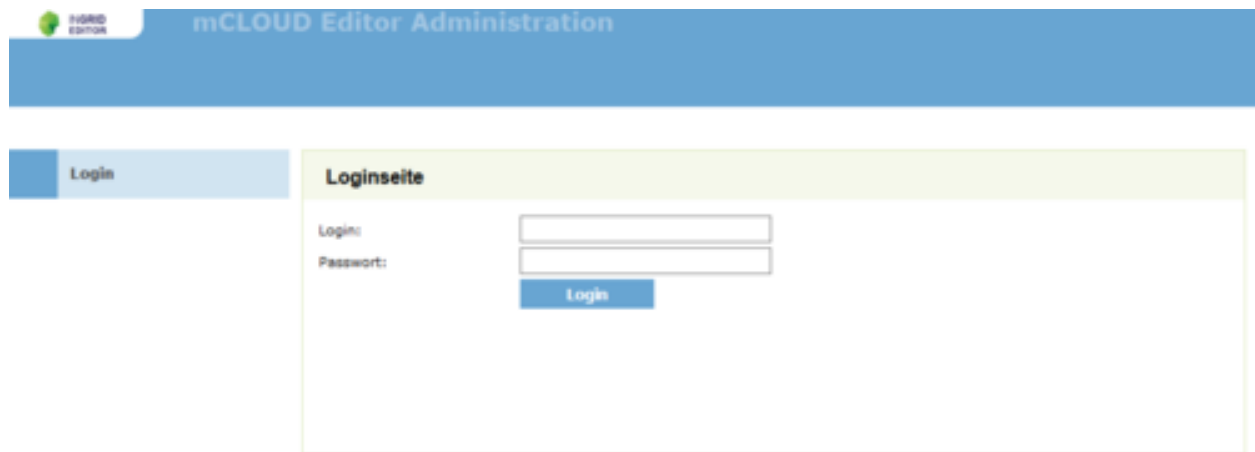 INGRID
EDITOR
mCLOUD Editor Administration
Login
Loginseite
Login:
Passwort:
Login